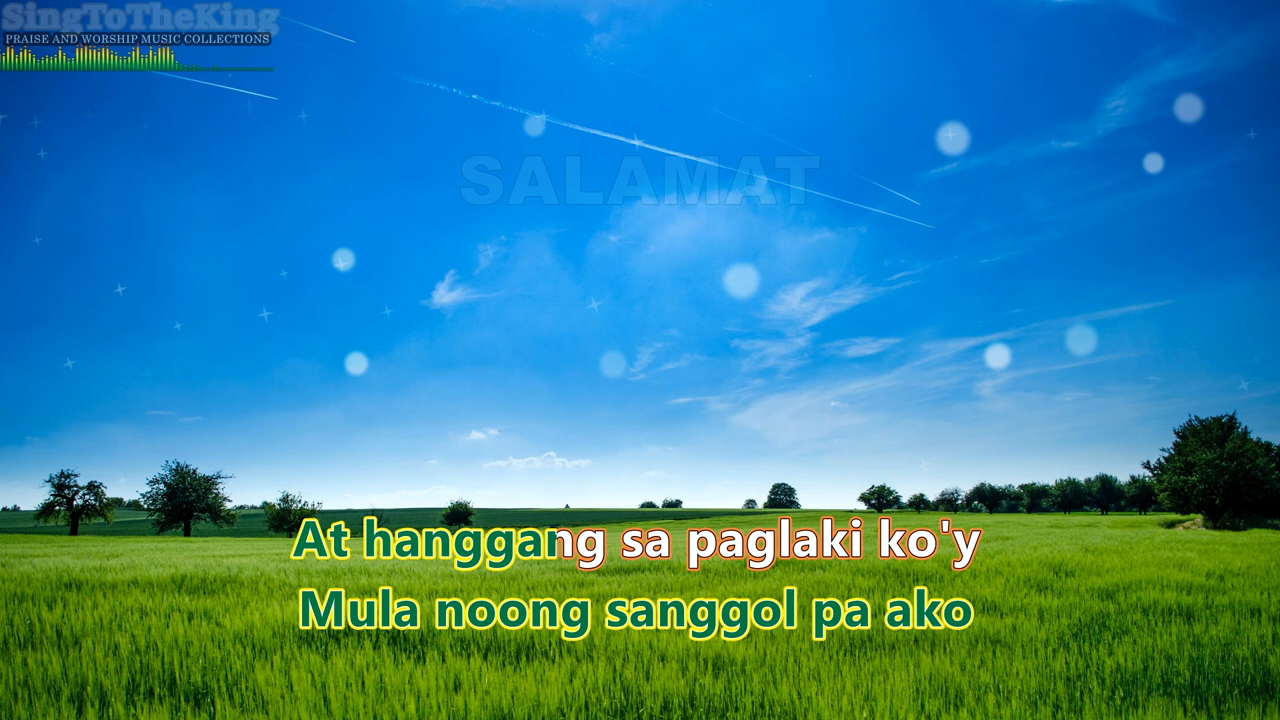 SingToTheKing
PRAISE AND WORSHIP MUSIC COLLECTIONS
SALAMAT
At hanggang sa paglaki ko'y
Mula noong sanggol pa ako